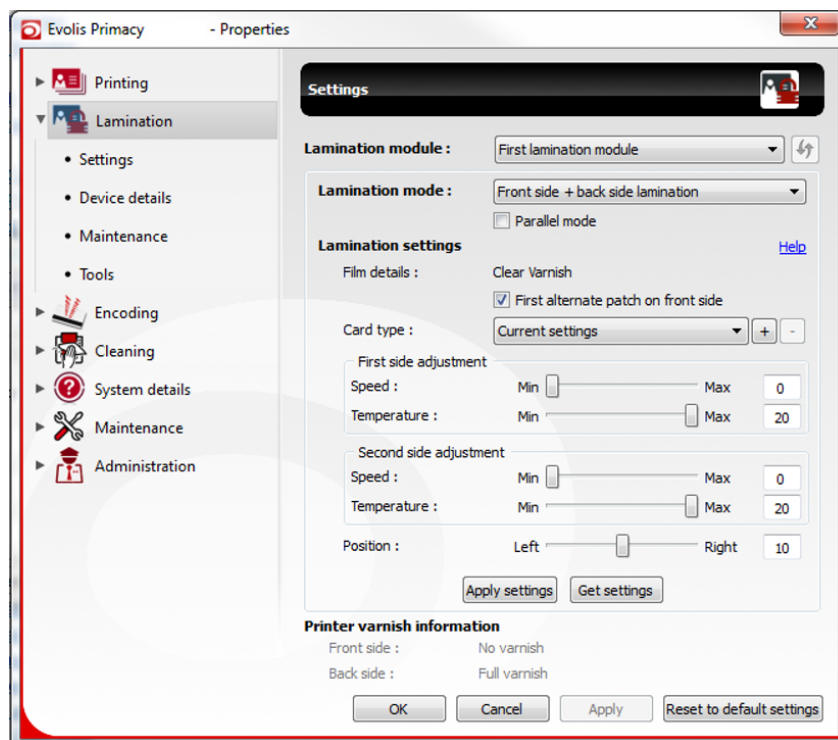 Evolis Primacy - Properties
Printing
Lamination
• Settings
• Device details
• Maintenance
• Tools
Encoding
Cleaning
System details
Maintenance
Administration
Settings
Lamination module : First lamination module
Lamination mode : Front side + back side lamination
Parallel mode
Lamination settings Help
Film details : Clear Varnish
First alternate patch on front side
Card type : Current settings + -
First side adjustment
Speed : Min Max 0
Temperature : Min Max 20
Second side adjustment
Speed : Min Max 0
Temperature : Min Max 20
Position : Left Right 10
Apply settings Get settings
Printer varnish information
Front side : No varnish
Back side : Full varnish
OK Cancel Apply Reset to default settings